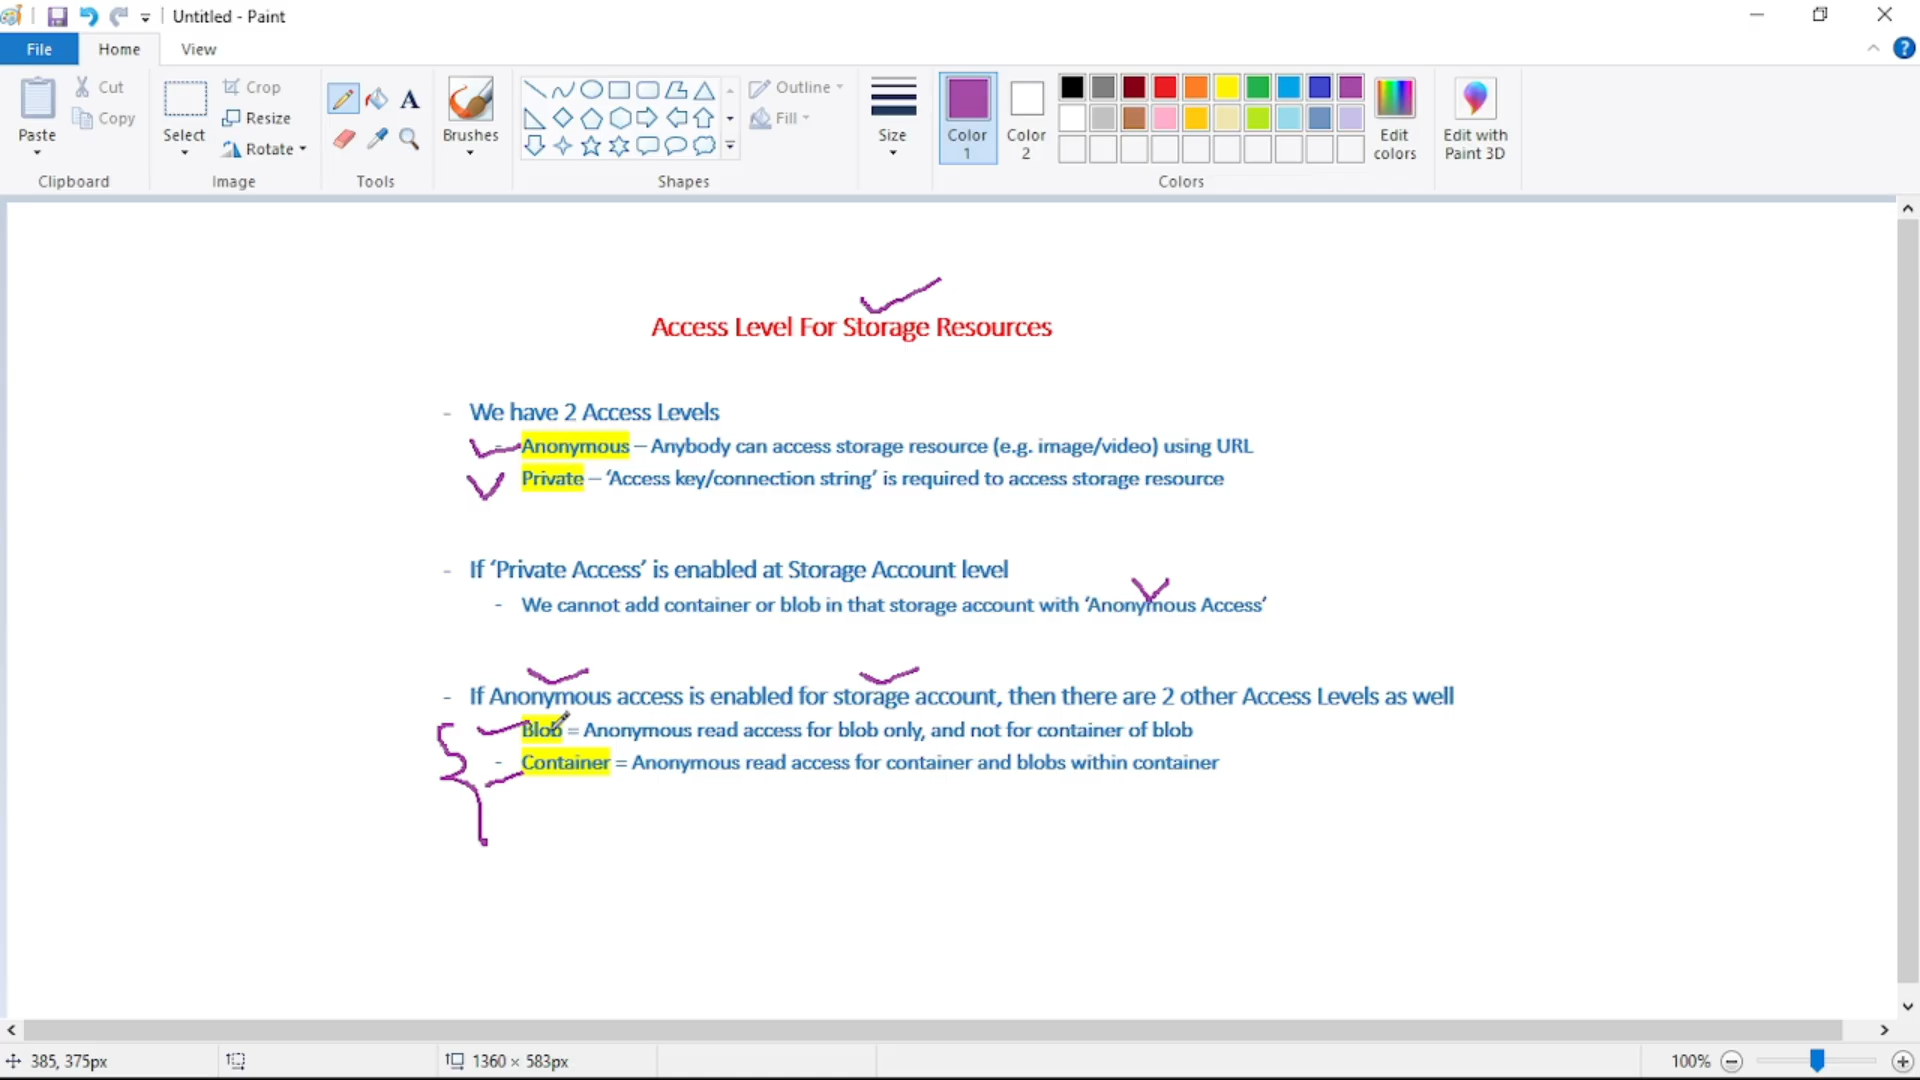 Untitled - Paint
File
Home
View
Paste
Cut
Copy
Clipboard
Select
Crop
Resize
Rotate
Image
A
Tools
Brushes
Shapes
Outline
Fill
Size
Color 1
Color 2
Colors
Edit colors
Edit with Paint 3D
?
Access Level For Storage Resources
- We have 2 Access Levels
- Anonymous – Anybody can access storage resource (e.g. image/video) using URL
Private – ‘Access key/connection string’ is required to access storage resource
- If ‘Private Access’ is enabled at Storage Account level
- We cannot add container or blob in that storage account with ‘Anonymous Access’
- If Anonymous access is enabled for storage account, then there are 2 other Access Levels as well
Blob = Anonymous read access for blob only, and not for container of blob
- Container = Anonymous read access for container and blobs within container
385, 375px
1360 × 583px
100%